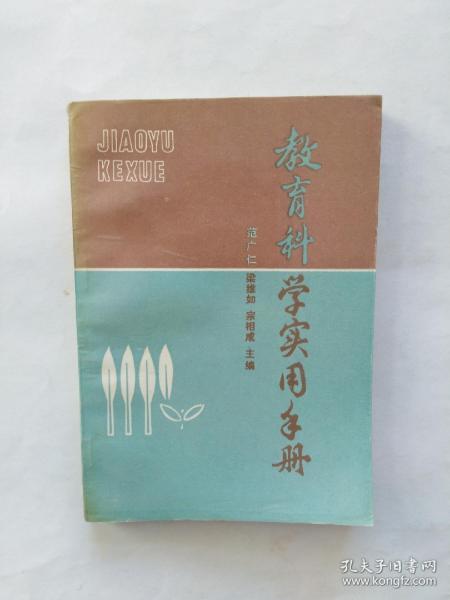 JIAOYU
KEXUE
教育科学实用手册
范广仁 梁维如 宗相成 主编
孔夫子旧书网
www.kongfz.com